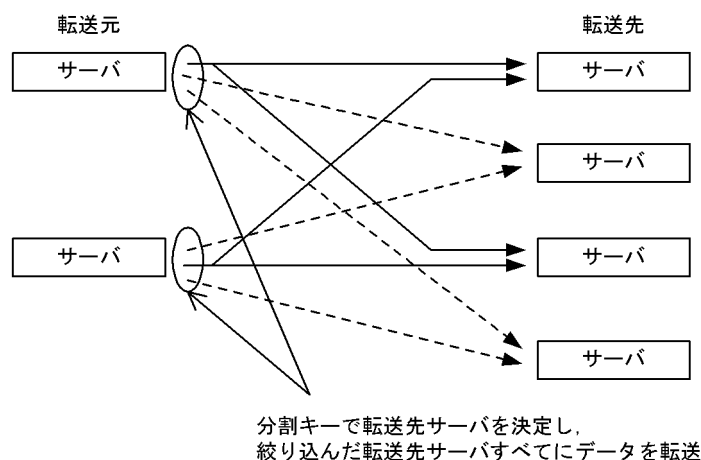 転送元
転送先
サーバ
サーバ
サーバ
サーバ
サーバ
サーバ
分割キーで転送先サーバを決定し,
絞り込んだ転送先サーバすべてにデータを転送